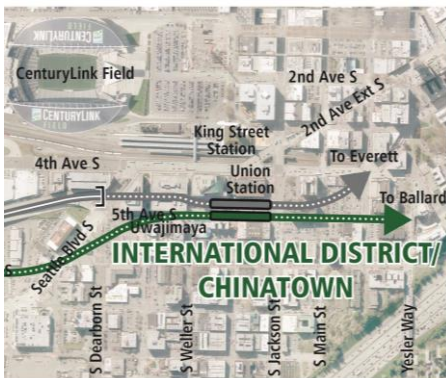 CENTURYLINK
FIELD
CenturyLink Field
CENTURYLINK
FIELD
2nd Ave S
2nd Ave Ext S
King Street
Station
4th Ave S
Union
Station
To Everett
To Ballard
5th Ave S
Uwajimaya
Seattle Blvd S
S
INTERNATIONAL DISTRICT/
CHINATOWN
S Dearborn St
S Weller St
S Jackson St
S Main St
Yesler Way